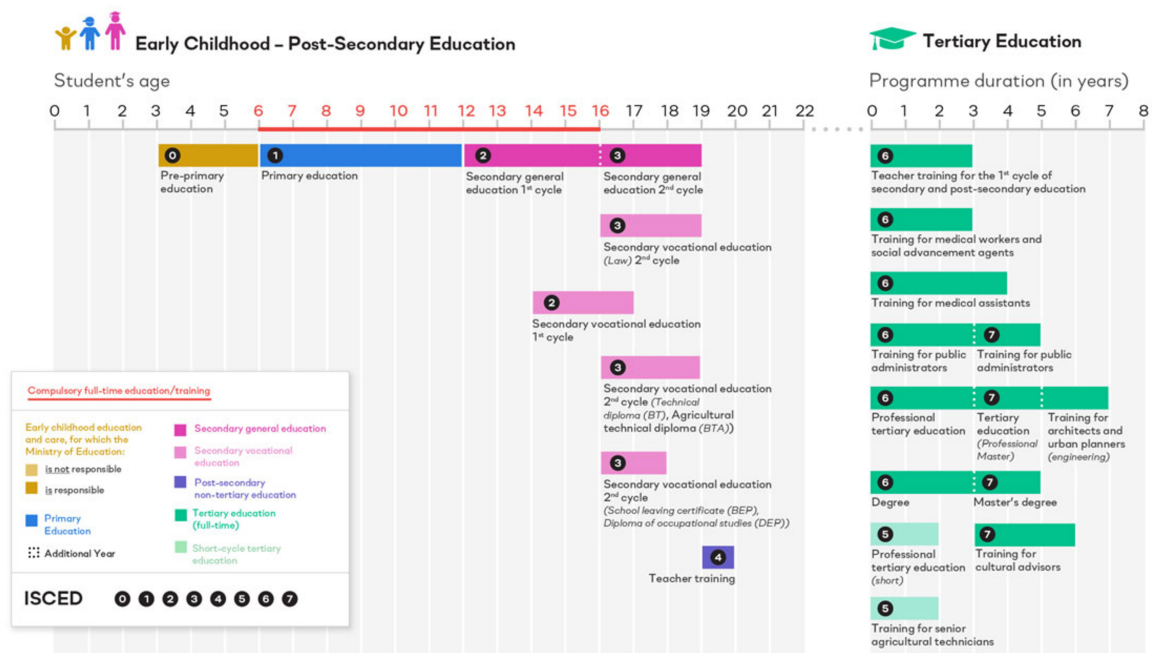 Early Childhood – Post-Secondary Education
Student's age
0 1 2 3 4 5 6 7 8 9 10 11 12 13 14 15 16 17 18 19 20 21 22
0
Pre-primary
education
1
Primary education
2
Secondary general
education 1st cycle
3
Secondary general
education 2nd cycle
3
Secondary vocational education
(Law) 2nd cycle
2
Secondary vocational education
1st cycle
3
Secondary vocational education
2nd cycle (Technical
diploma (BT), Agricultural
technical diploma (BTA))
3
Secondary vocational education
2nd cycle
(School leaving certificate (BEP),
Diploma of occupational studies (DEP))
4
Teacher training
Compulsory full-time education/training
Early childhood education
and care, for which the
Ministry of Education:
is not responsible
is responsible
Primary
Education
Additional Year
Secondary general education
Secondary vocational
education
Post-secondary
non-tertiary education
Tertiary education
(full-time)
Short-cycle tertiary
education
ISCED 0 1 2 3 4 5 6 7
Tertiary Education
Programme duration (in years)
0 1 2 3 4 5 6 7 8
6
Teacher training for the 1st cycle of
secondary and post-secondary education
6
Training for medical workers and
social advancement agents
6
Training for medical assistants
6
Training for public
administrators
7
Training for public
administrators
6
Professional
tertiary education
7
Tertiary
education
(Professional
Master)
Training for
architects and
urban planners
(engineering)
6
Degree
7
Master's degree
5
Professional
tertiary education
(short)
7
Training for
cultural advisors
5
Training for senior
agricultural technicians